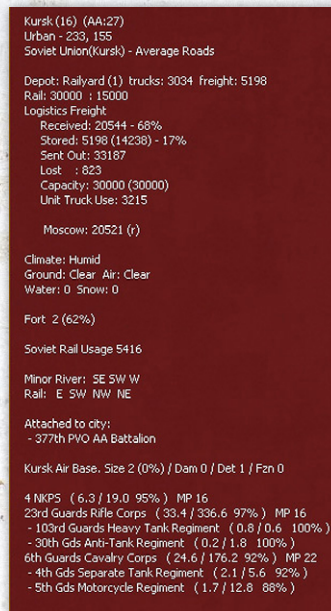 Kursk (16) (AA:27)
Urban - 233, 155
Soviet Union(Kursk) - Average Roads
Depot: Railyard (1) trucks: 3034 freight: 5198
Rail: 30000 : 15000
Logistics Freight
Received: 20544 - 68%
Stored: 5198 (14238) - 17%
Sent Out: 33187
Lost : 823
Capacity: 30000 (30000)
Unit Truck Use: 3215
Moscow: 20521 (r)
Climate: Humid
Ground: Clear Air: Clear
Water: 0 Snow: 0
Fort 2 (62%)
Soviet Rail Usage 5416
Minor River: SE SW W
Rail: E SW NW NE
Attached to city:
- 377th PVO AA Battalion
Kursk Air Base. Size 2 (0%) / Dam 0 / Det 1 / Fzn 0
4 NKPS ( 6.3 / 19.0 95% ) MP 16
23rd Guards Rifle Corps ( 33.4 / 336.6 97% ) MP 16
- 103rd Guards Heavy Tank Regiment ( 0.8 / 0.6 100% )
- 30th Gds Anti-Tank Regiment ( 0.2 / 1.8 100% )
6th Guards Cavalry Corps ( 24.6 / 176.2 92% ) MP 22
- 4th Gds Separate Tank Regiment ( 2.1 / 5.6 92% )
- 5th Gds Motorcycle Regiment ( 1.7 / 12.8 88% )